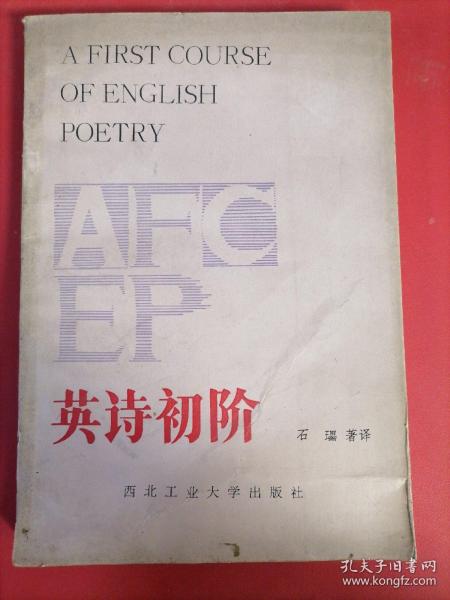 A FIRST COURSE
OF ENGLISH
POETRY
AFC
EP
英诗初阶
石 著译
西北工业大学出版社
孔夫子旧书网
www.kongfz.com